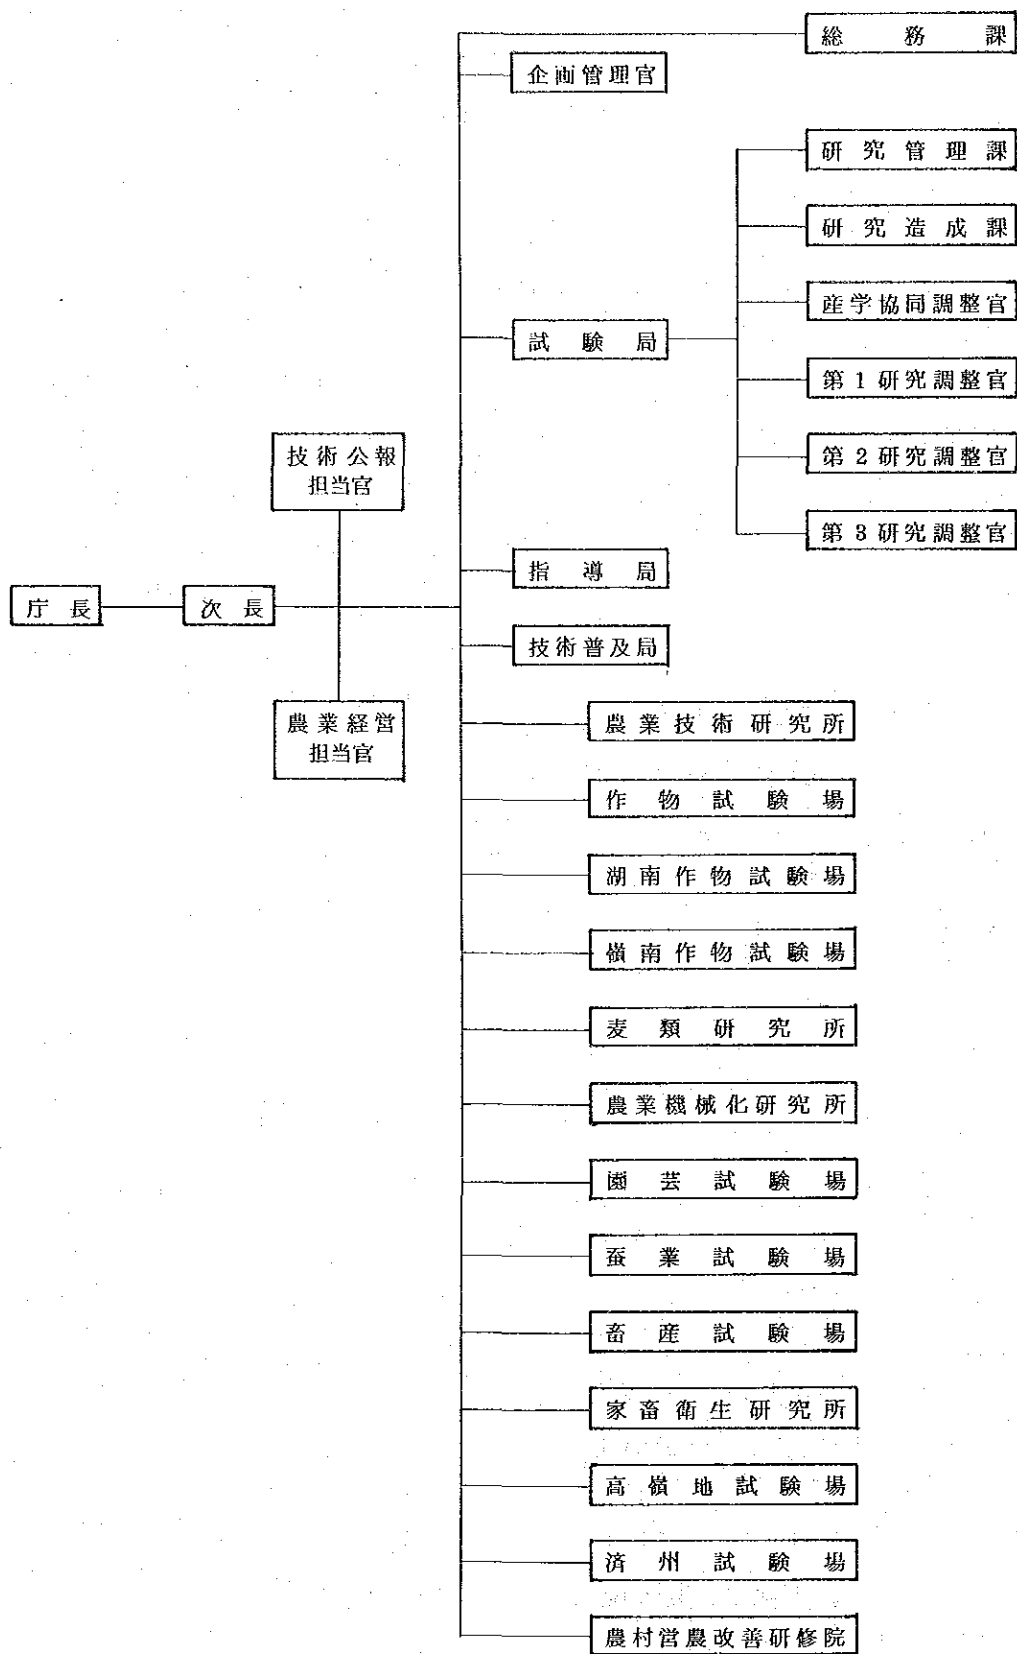 総務課
企画管理官
研究管理課
研究造成課
産学協同調整官
試験局
第1研究調整官
技術公報
担当官
第2研究調整官
第3研究調整官
指導局
庁長
次長
技術普及局
農業経営
担当官
農業技術研究所
作物試験場
湖南作物試験場
嶺南作物試験場
麦類研究所
農業機械化研究所
園芸試験場
蚕業試験場
畜産試験場
家畜衛生研究所
高嶺地試験場
済州試験場
農村営農改善研修院